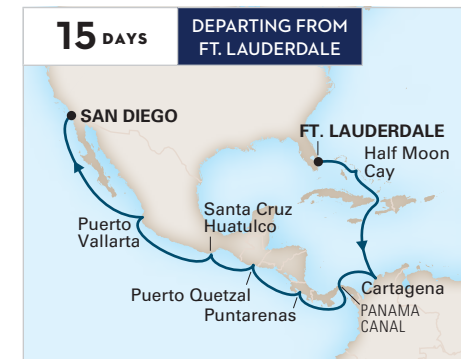 15 DAYS
DEPARTING FROM
FT. LAUDERDALE
SAN DIEGO
FT. LAUDERDALE
Half Moon
Cay
Santa Cruz
Huatulco
Puerto
Vallarta
Puerto Quetzal
Puntarenas
Cartagena
PANAMA
CANAL